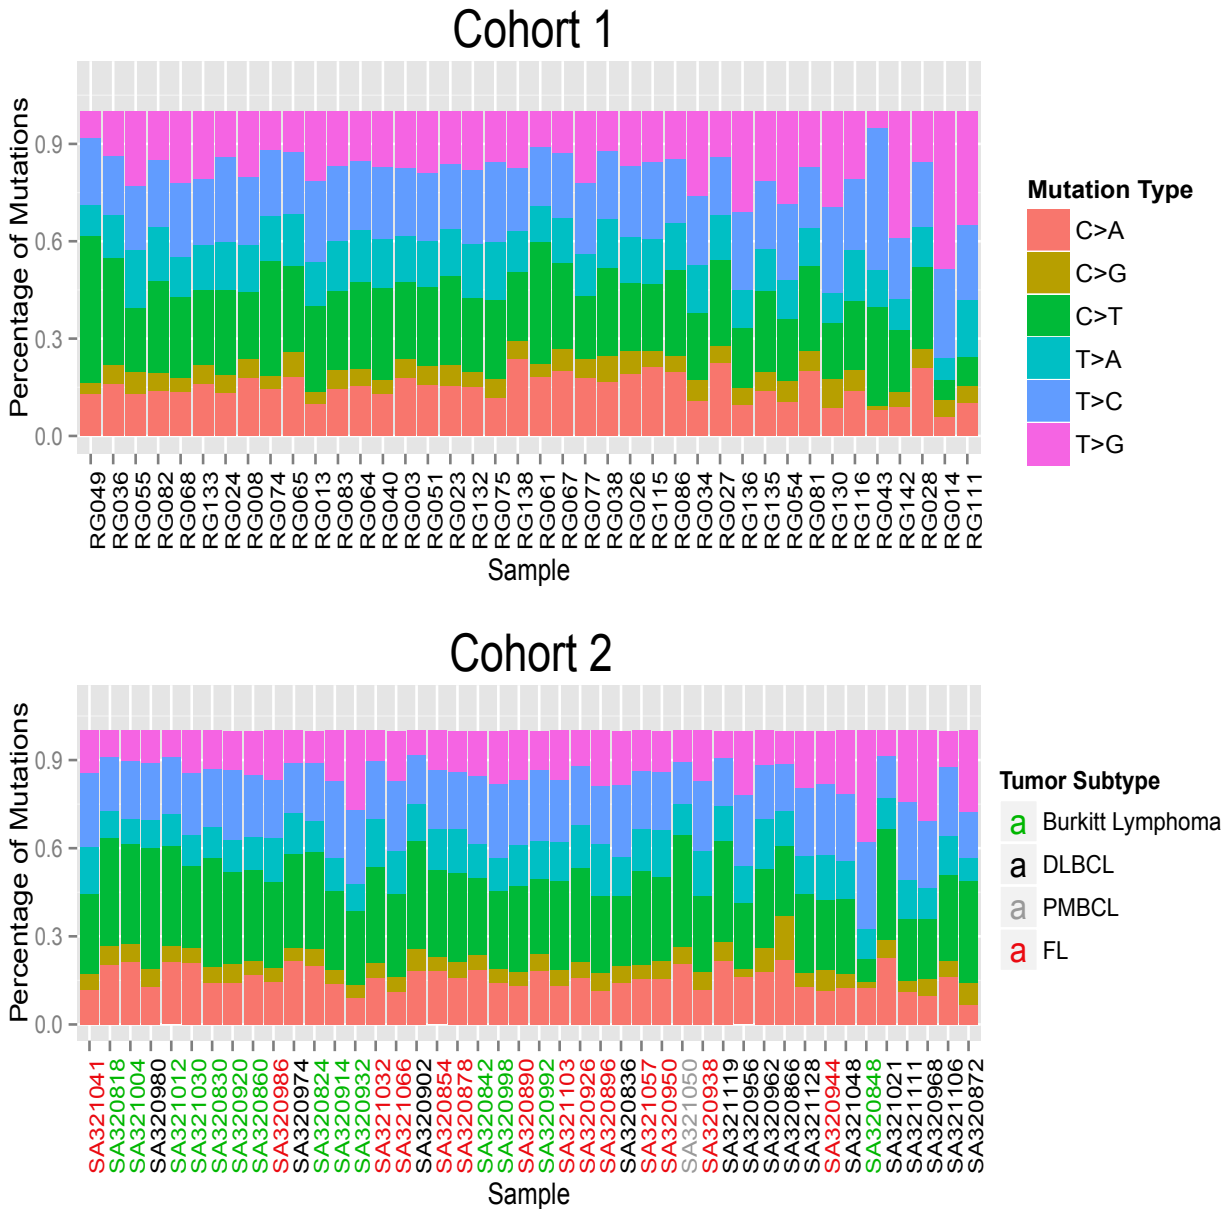 Cohort 1
Percentage of Mutations
0.9
0.6
0.3
0.0
RG049
RG036
RG055
RG082
RG068
RG133
RG024
RG008
RG074
RG065
RG013
RG083
RG064
RG040
RG003
RG051
RG023
RG132
RG075
RG138
RG061
RG067
RG077
RG038
RG026
RG115
RG086
RG034
RG027
RG136
RG135
RG054
RG081
RG130
RG116
RG043
RG142
RG028
RG014
RG111
Sample
Mutation Type
C>A
C>G
C>T
T>A
T>C
T>G
Cohort 2
Percentage of Mutations
0.9
0.6
0.3
0.0
SA321041
SA320818
SA321004
SA320980
SA321012
SA321030
SA320830
SA320920
SA320860
SA320986
SA320974
SA320824
SA320914
SA320932
SA321032
SA321066
SA320902
SA320854
SA320878
SA320842
SA320998
SA320890
SA320992
SA321103
SA320926
SA320896
SA320836
SA321057
SA320950
SA321050
SA320938
SA321119
SA320956
SA320962
SA320866
SA321128
SA320944
SA321048
SA320848
SA321021
SA321111
SA320968
SA321106
SA320872
Sample
Tumor Subtype
a Burkitt Lymphoma
a DLBCL
a PMBCL
a FL